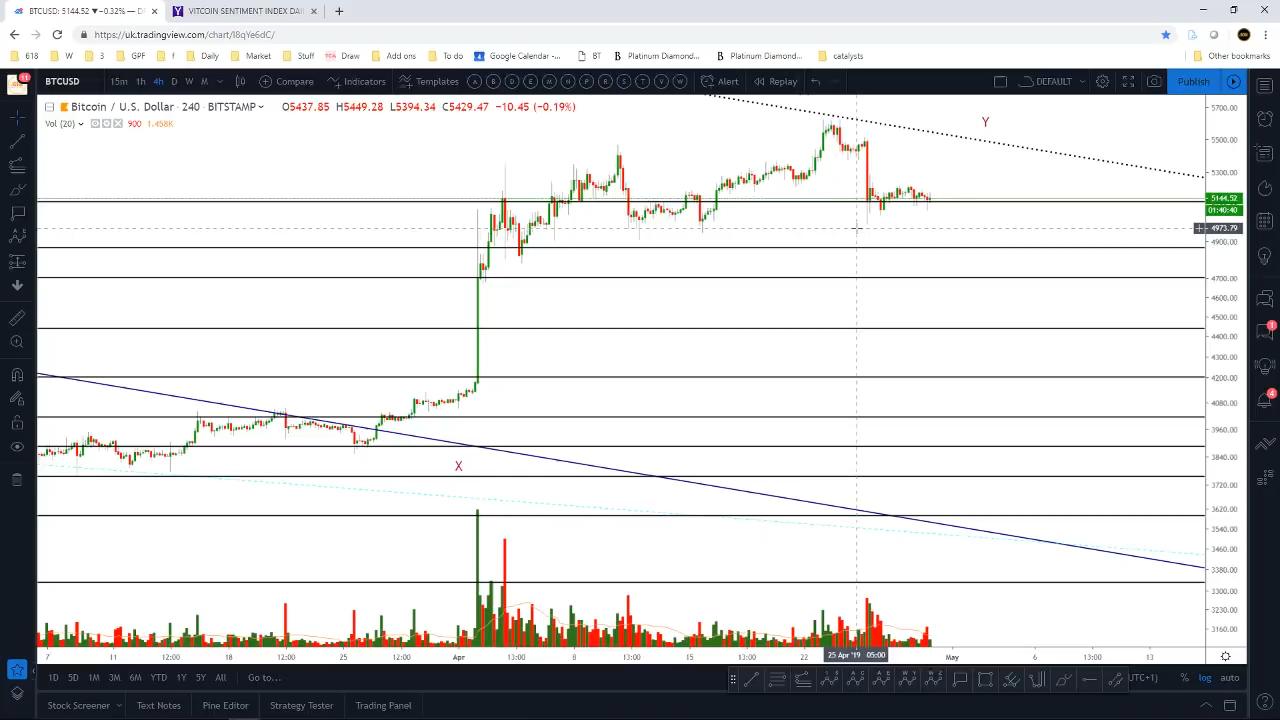 BTCUSD: 5144.52 ▼−0.32% — D
VITCOIN SENTIMENT INDEX DAIL
https://uk.tradingview.com/chart/l8qYe6dC/
618 W 3 GPF f Daily Market Stuff Draw Add ons To do Google Calendar -... BT Platinum Diamond... Platinum Diamond... catalysts Other bookmarks
11
BTCUSD 15m 1h 4h D W M Compare Indicators Templates A B D E M N O P R S T V W Alert Replay DEFAULT Publish
Bitcoin / U.S. Dollar · 240 · BITSTAMP O5437.85 H5449.28 L5394.34 C5429.47 −10.45 (−0.19%)
Vol (20) 900 1.458K
5700.00
Y
5500.00
5300.00
5144.52
01:40:40
4973.79
4900.00
4700.00
4600.00
4500.00
4400.00
4300.00
4200.00
4080.00
3960.00
3840.00
X
3720.00
3620.00
3540.00
3460.00
3380.00
3300.00
3230.00
3160.00
1
4
7 11 12:00 18 12:00 25 12:00 Apr 13:00 8 13:00 15 13:00 22 25 Apr '19 05:00 May 6 13:00 13
1D 5D 1M 3M 6M YTD 1Y 5Y All Go to... (UTC+1) % log auto
Stock Screener Text Notes Pine Editor Strategy Tester Trading Panel